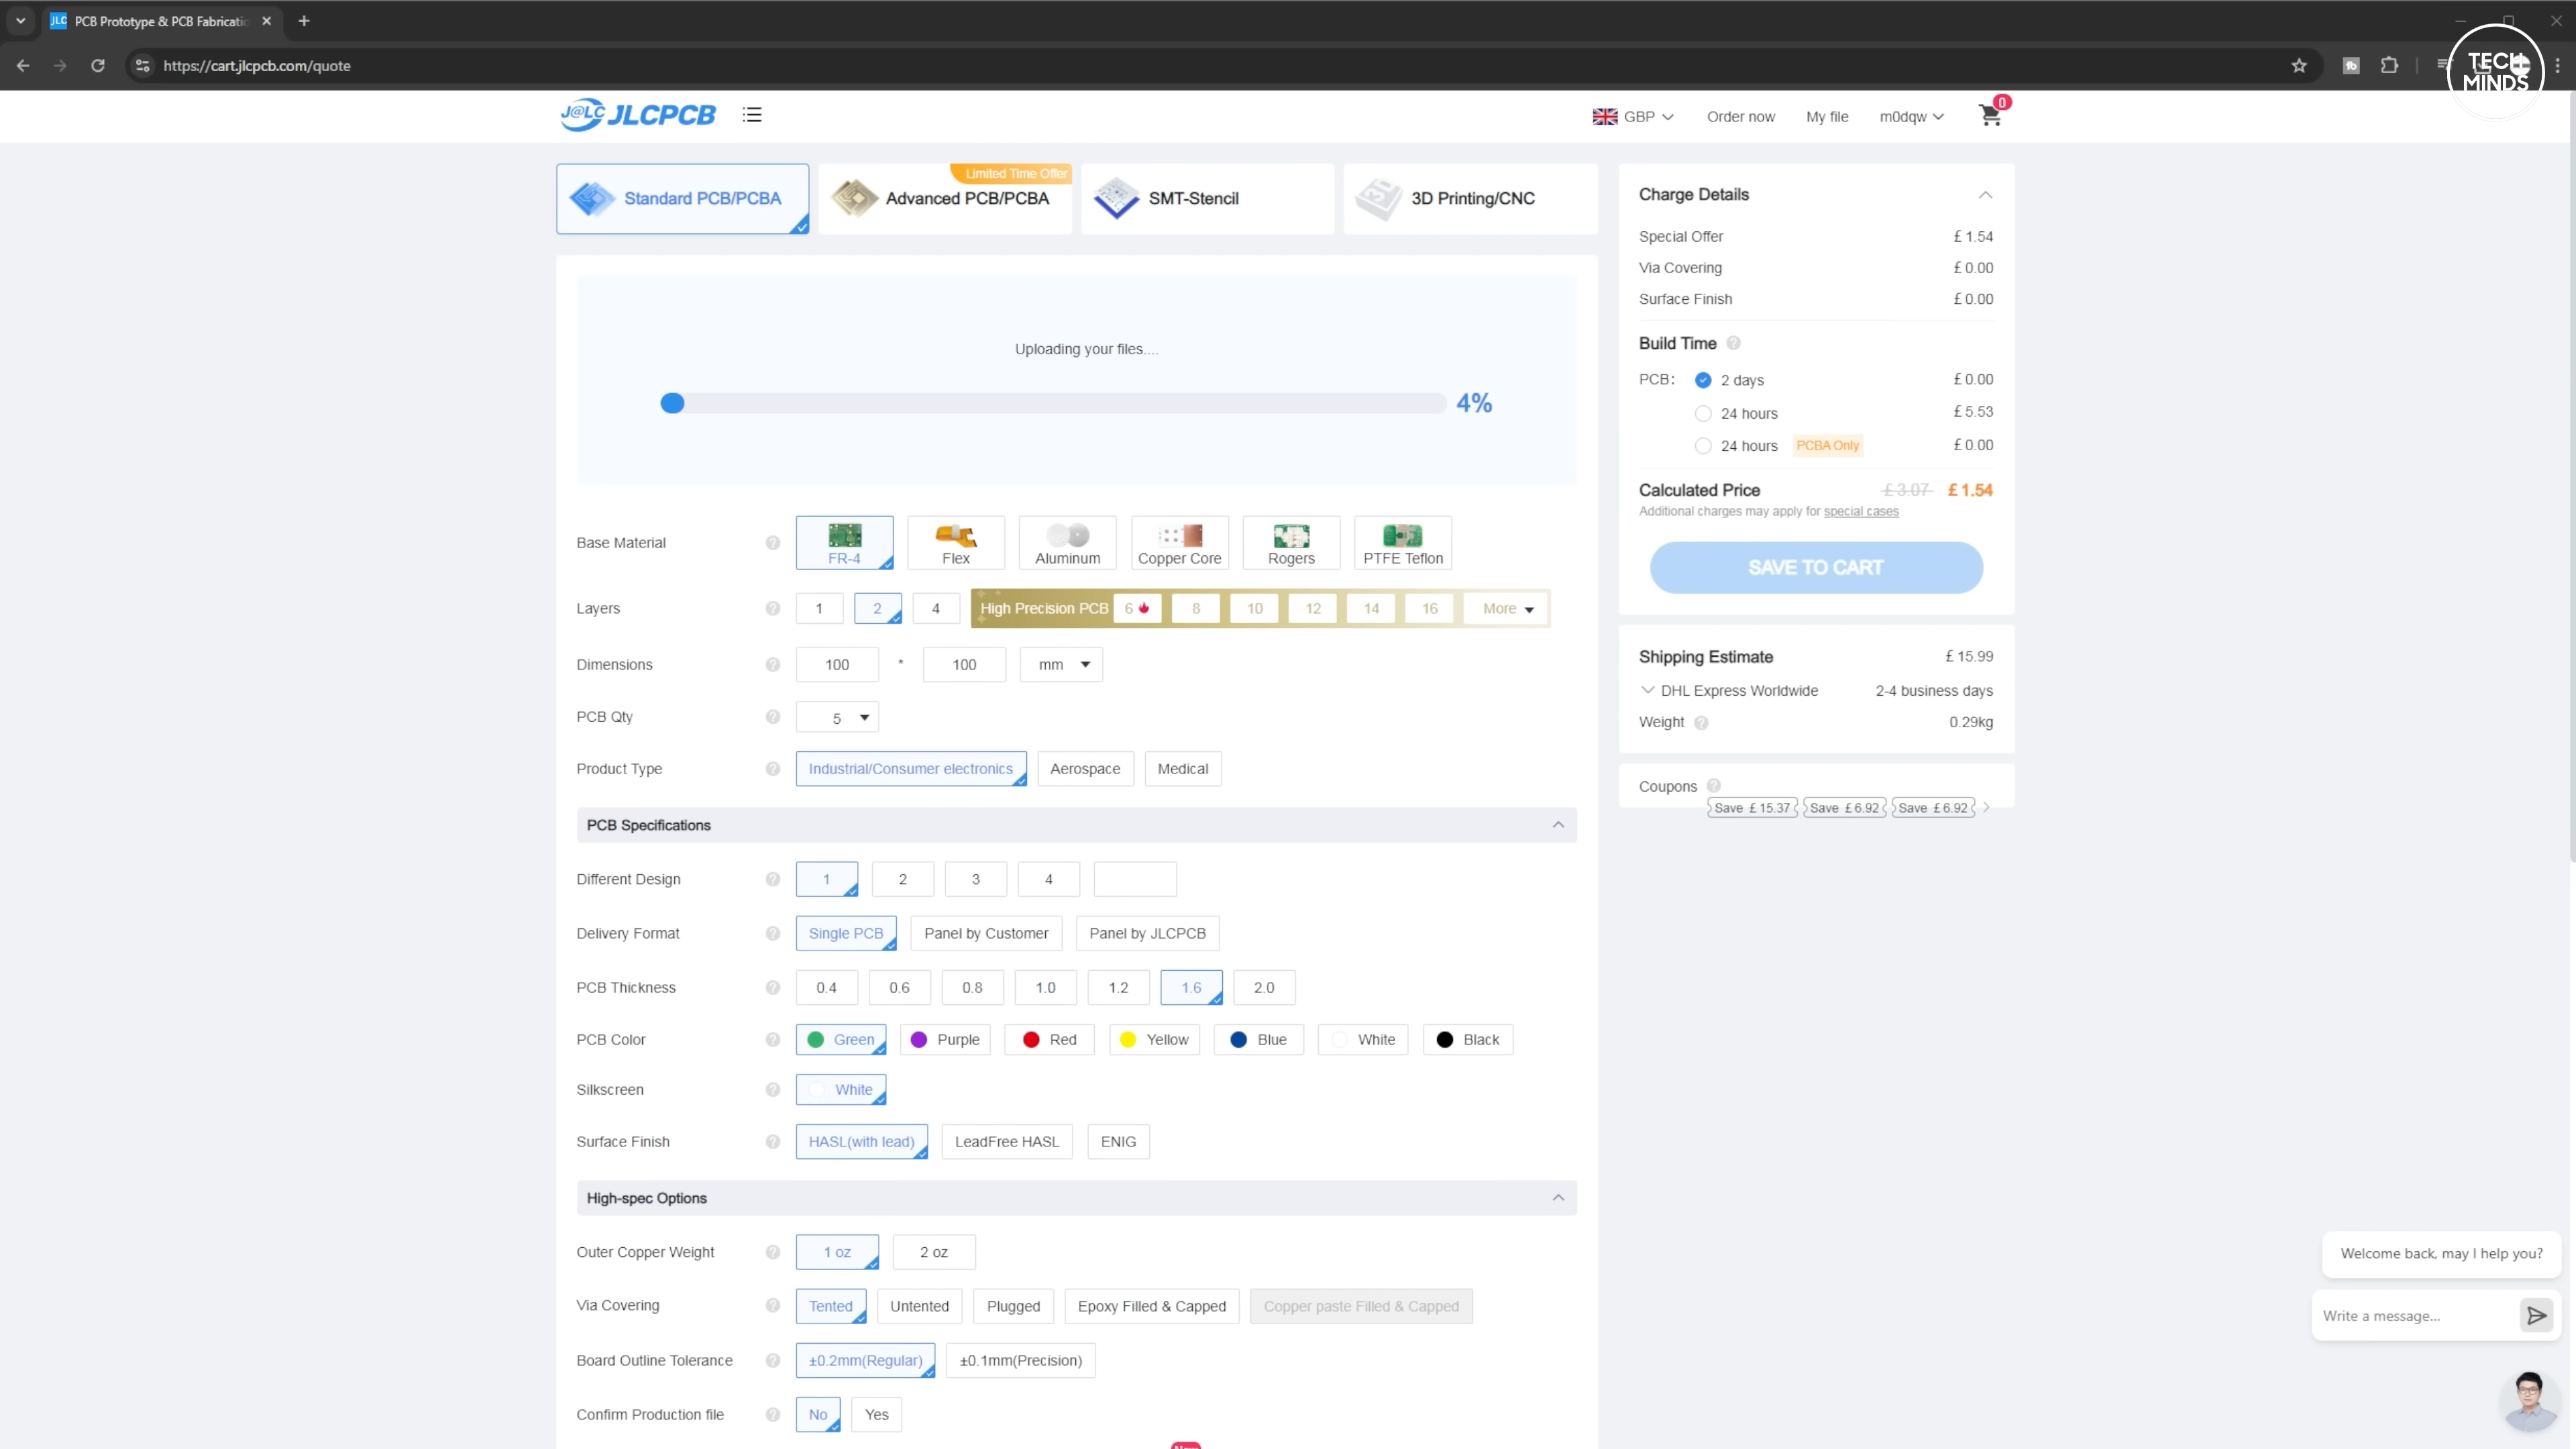 JLC PCB Prototype & PCB Fabricatio
https://cart.jlcpcb.com/quote
TECH
MINDS
J@LC JLCPCB
GBP Order now My file m0dqw 0
Standard PCB/PCBA
Limited Time Offer
Advanced PCB/PCBA
SMT-Stencil
3D Printing/CNC
Uploading your files....
4%
Base Material ? FR-4 Flex Aluminum Copper Core Rogers PTFE Teflon
Layers ? 1 2 4 High Precision PCB 6 8 10 12 14 16 More
Dimensions ? 100 * 100 mm
PCB Qty ? 5
Product Type ? Industrial/Consumer electronics Aerospace Medical
PCB Specifications
Different Design ? 1 2 3 4
Delivery Format ? Single PCB Panel by Customer Panel by JLCPCB
PCB Thickness ? 0.4 0.6 0.8 1.0 1.2 1.6 2.0
PCB Color ? Green Purple Red Yellow Blue White Black
Silkscreen ? White
Surface Finish ? HASL(with lead) LeadFree HASL ENIG
High-spec Options
Outer Copper Weight ? 1 oz 2 oz
Via Covering ? Tented Untented Plugged Epoxy Filled & Capped Copper paste Filled & Capped
Board Outline Tolerance ? ±0.2mm(Regular) ±0.1mm(Precision)
Confirm Production file ? No Yes
New
Charge Details
Special Offer £ 1.54
Via Covering £ 0.00
Surface Finish £ 0.00
Build Time ?
PCB: 2 days £ 0.00
24 hours £ 5.53
24 hours PCBA Only £ 0.00
Calculated Price £ 3.07 £ 1.54
Additional charges may apply for special cases
SAVE TO CART
Shipping Estimate £ 15.99
DHL Express Worldwide 2-4 business days
Weight ? 0.29kg
Coupons ?
Save £ 15.37 Save £ 6.92 Save £ 6.92
Welcome back, may I help you?
Write a message...